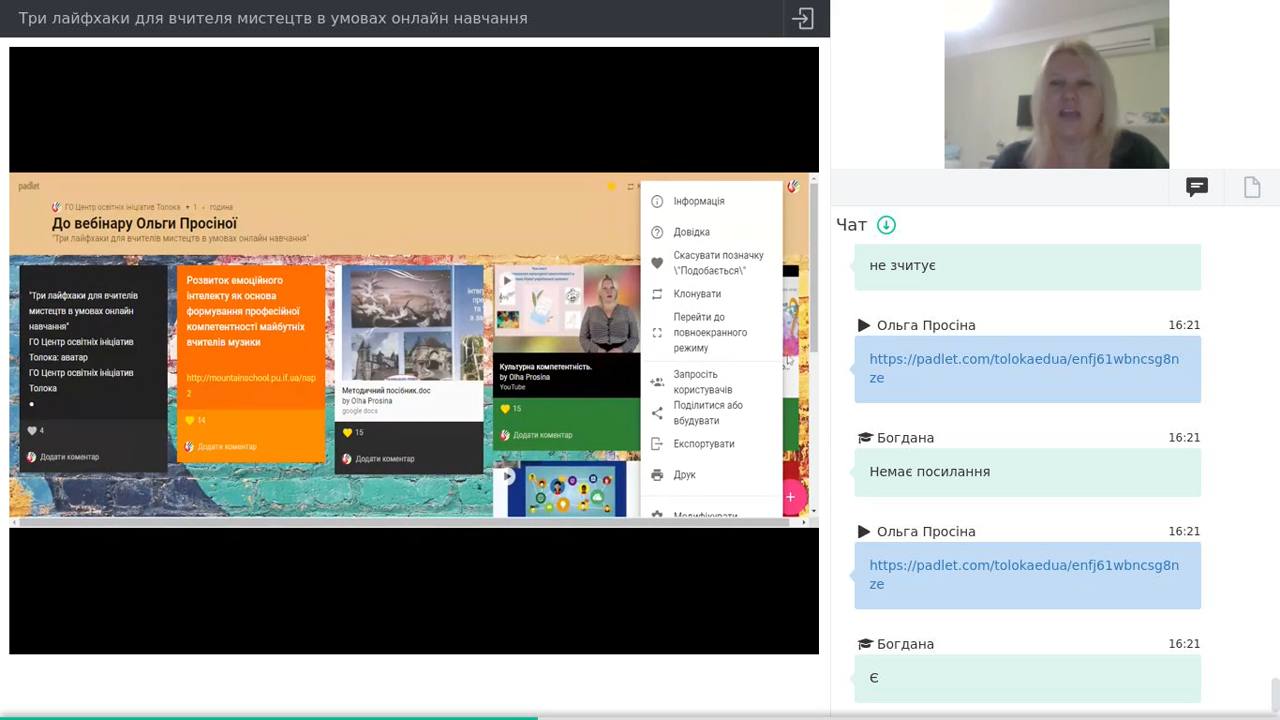 Три лайфхаки для вчителя мистецтв в умовах онлайн навчання
padlet
ГО Центр освітніх ініціатив Толока • 1 • година
До вебінару Ольги Просіної
"Три лайфхаки для вчителів мистецтв в умовах онлайн навчання"
"Три лайфхаки для вчителів
мистецтв в умовах онлайн
навчання"
ГО Центр освітніх ініціатив
Толока: аватар
ГО Центр освітніх ініціатив
Толока
•
4
Додати коментар
Розвиток емоційного
інтелекту як основа
формування професійної
компетентності майбутніх
вчителів музики
http://mountainschool.pu.if.ua/nsp
2
14
Додати коментар
Методичний посібник.doc
by Olha Prosina
google docs
15
Додати коментар
Культурна компетентність.
by Olha Prosina
YouTube
15
Додати коментар
Інформація
Довідка
Скасувати позначку
\"Подобається\"
Клонувати
Перейти до
повноекранного
режиму
Запросіть
користувачів
Поділитися або
вбудувати
Експортувати
Друк
Модифікувати
+
Чат
не зчитує
Ольга Просіна 16:21
https://padlet.com/tolokaedua/enfj61wbncsg8n
ze
Богдана 16:21
Немає посилання
Ольга Просіна 16:21
https://padlet.com/tolokaedua/enfj61wbncsg8n
ze
Богдана 16:21
Є